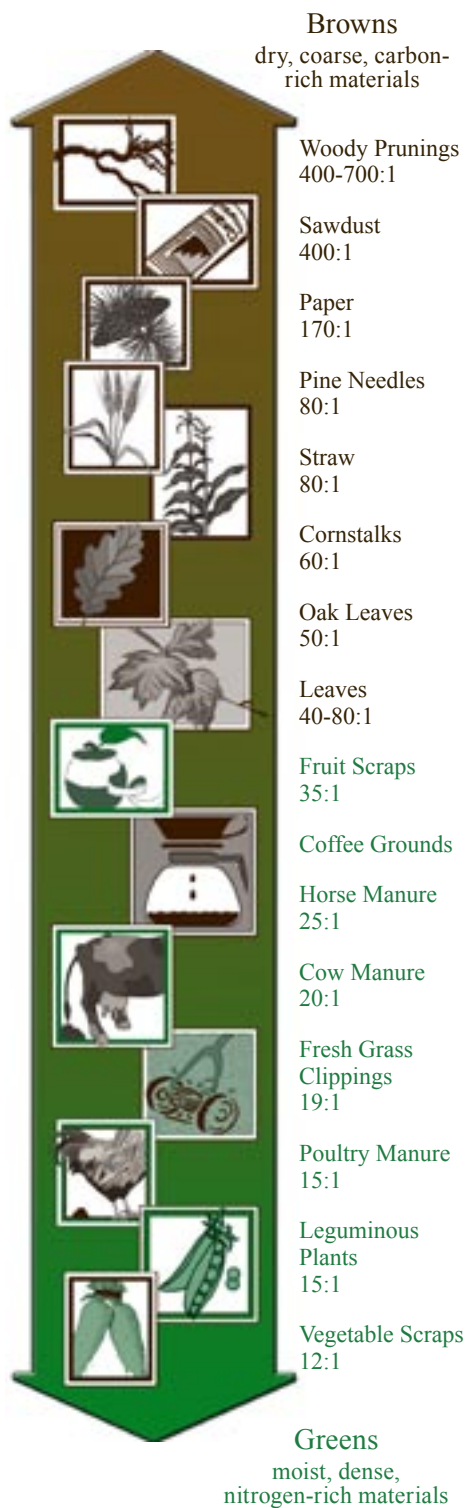 Browns
dry, coarse, carbon-
rich materials
Woody Prunings
400-700:1
Sawdust
400:1
Paper
170:1
Pine Needles
80:1
Straw
80:1
Cornstalks
60:1
Oak Leaves
50:1
Leaves
40-80:1
Fruit Scraps
35:1
Coffee Grounds
Horse Manure
25:1
Cow Manure
20:1
Fresh Grass
Clippings
19:1
Poultry Manure
15:1
Leguminous
Plants
15:1
Vegetable Scraps
12:1
Greens
moist, dense,
nitrogen-rich materials